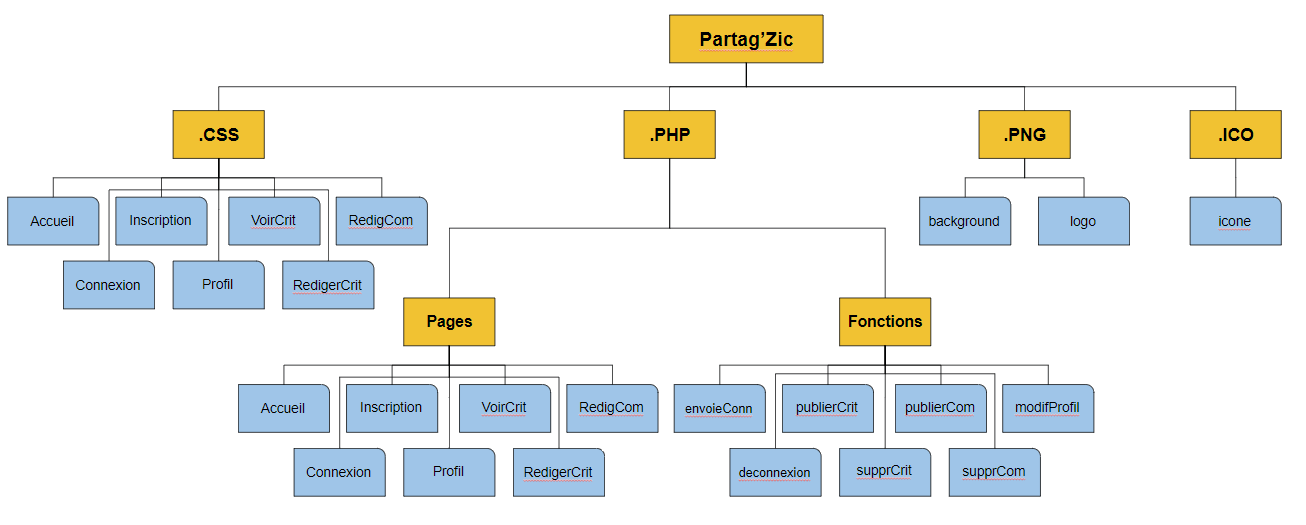 Partag’Zic
.CSS
.PHP
.PNG
.ICO
Accueil
Inscription
VoirCrit
RedigCom
background
logo
icone
Connexion
Profil
RedigerCrit
Pages
Fonctions
Accueil
Inscription
VoirCrit
RedigCom
envoieConn
publierCrit
publierCom
modifProfil
Connexion
Profil
RedigerCrit
deconnexion
supprCrit
supprCom